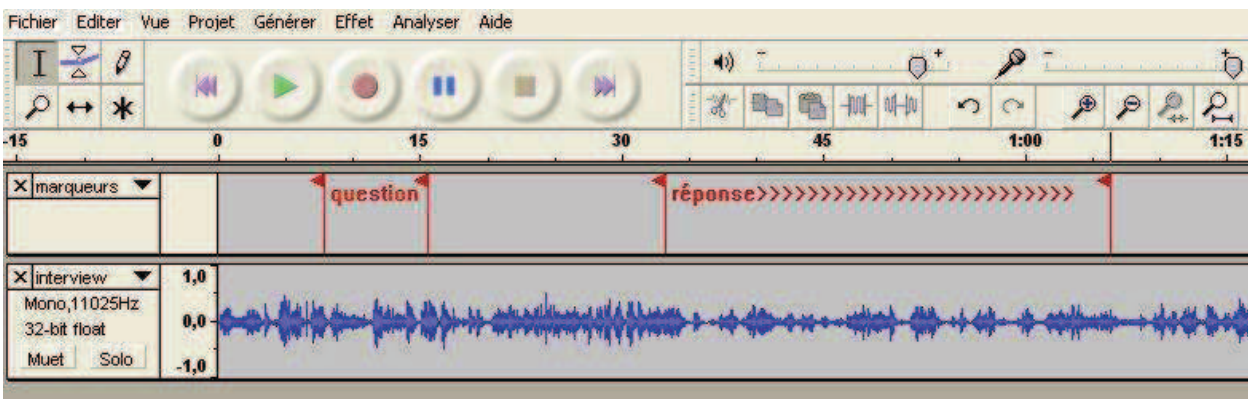 Fichier Editer Vue Projet Générer Effet Analyser Aide
-15 0 15 30 45 1:00 1:15
marqueurs
question réponse>>>>>>>>>>>>>>>>>>>>>>>>>
interview
Mono,11025Hz
32-bit float
Muet Solo
1,0
0,0
-1,0